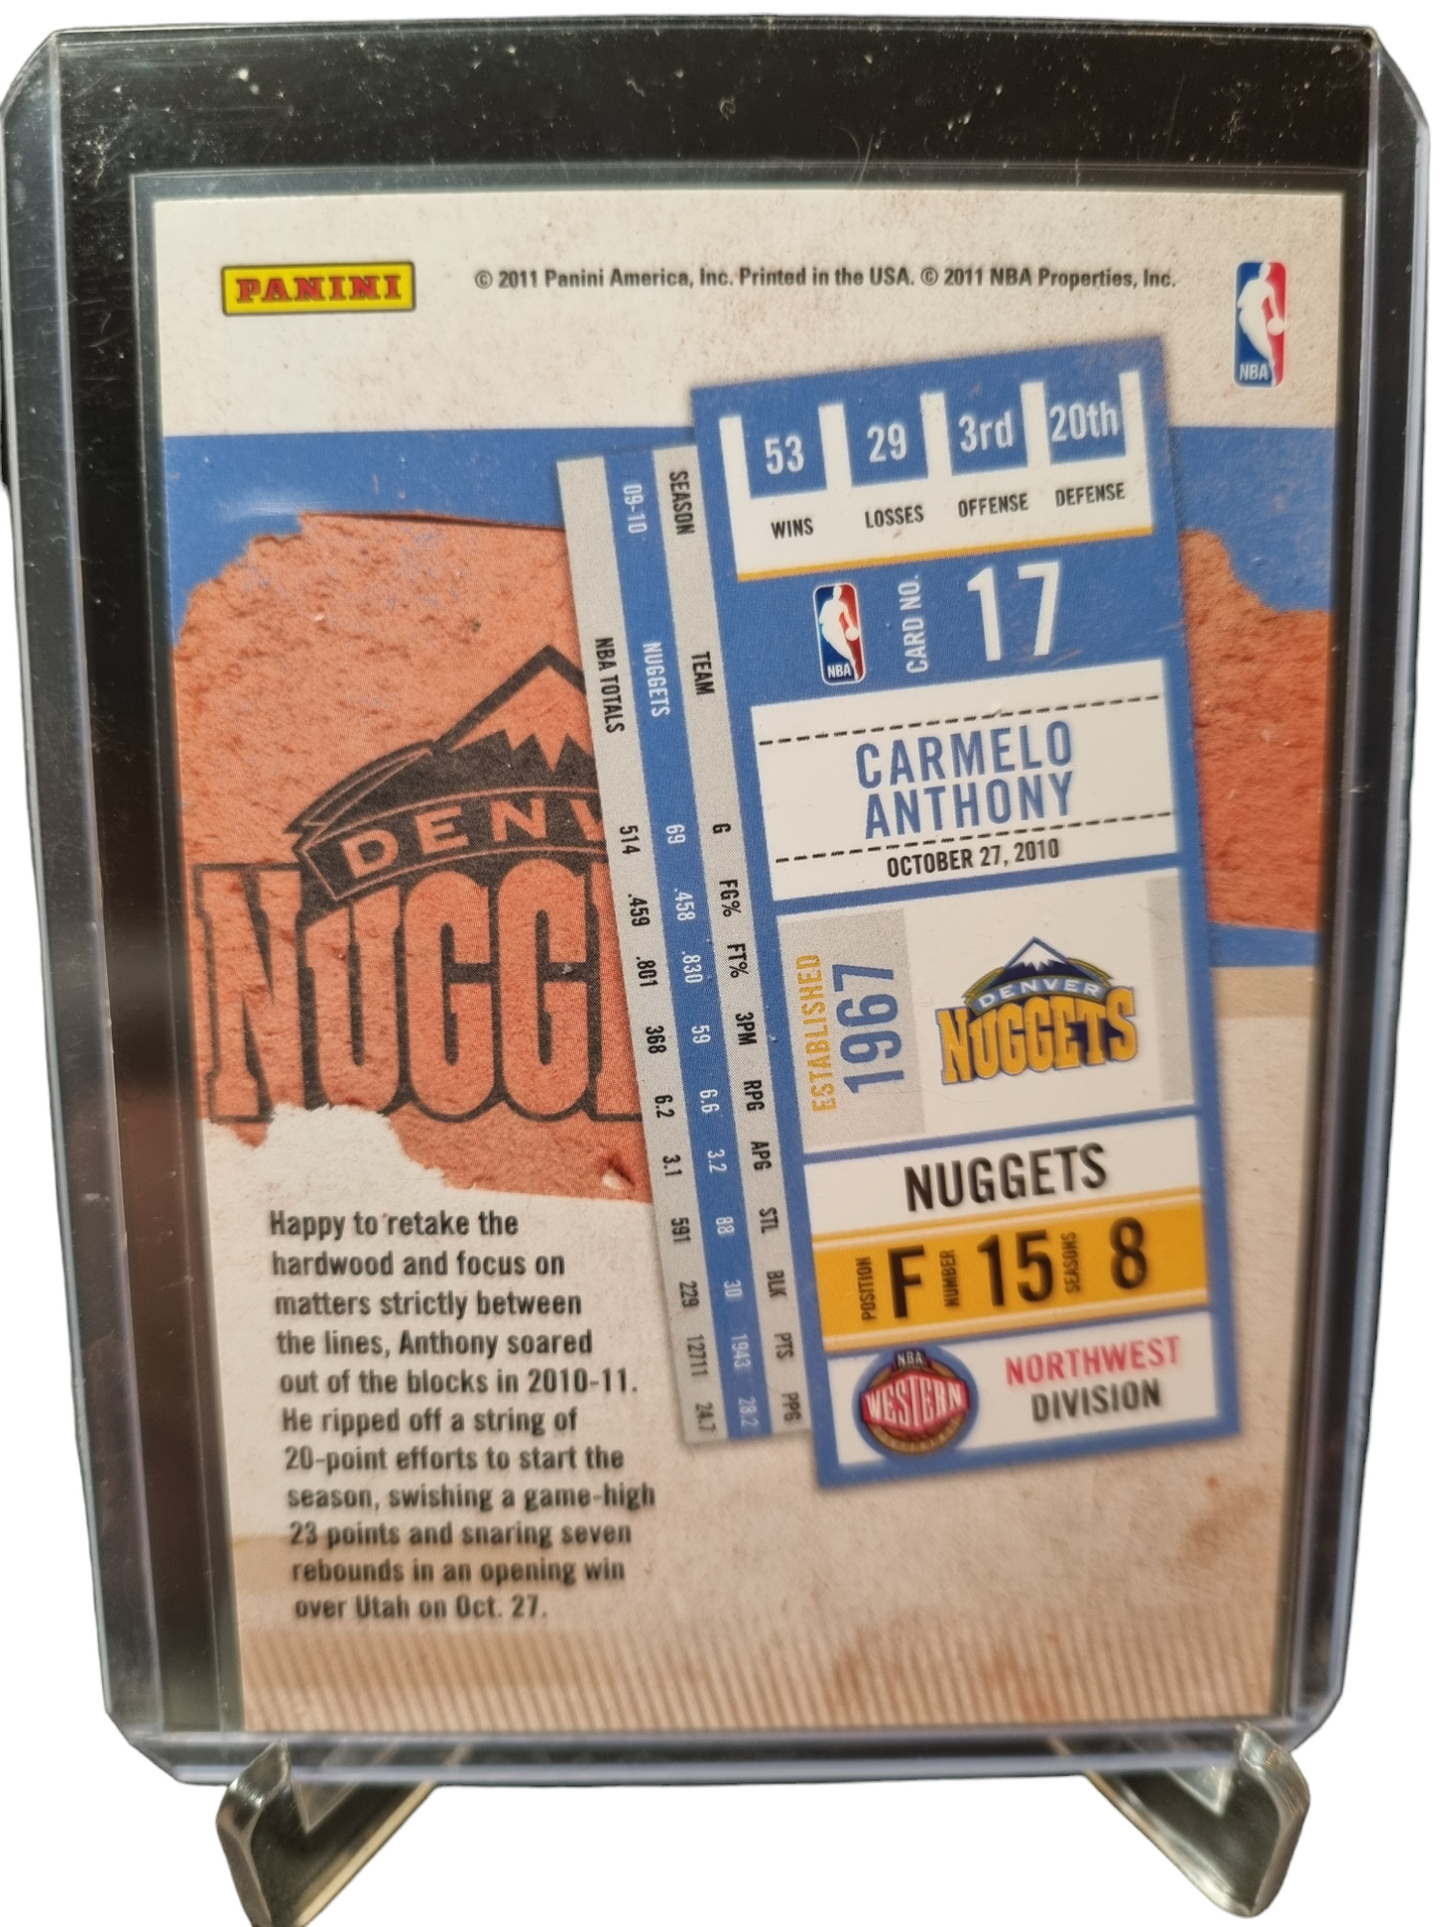 PANINI
© 2011 Panini America, Inc. Printed in the USA. © 2011 NBA Properties, Inc.
NBA
53 29 3rd 20th
WINS LOSSES OFFENSE DEFENSE
NBA CARD NO. 17
CARMELO
ANTHONY
OCTOBER 27, 2010
ESTABLISHED
1967
DENVER
NUGGETS
NUGGETS
POSITION F NUMBER 15 SEASONS 8
NBA
WESTERN
NORTHWEST
DIVISION
SEASON TEAM G FG% FT% 3PM RPG APG STL BLK PTS PPG
09-10 NUGGETS 69 .458 .830 59 6.6 3.2 88 30 1943 28.2
NBA TOTALS 514 .459 .801 368 6.2 3.1 591 229 12711 24.7
DENV
NUGG
Happy to retake the
hardwood and focus on
matters strictly between
the lines, Anthony soared
out of the blocks in 2010-11.
He ripped off a string of
20-point efforts to start the
season, swishing a game-high
23 points and snaring seven
rebounds in an opening win
over Utah on Oct. 27.